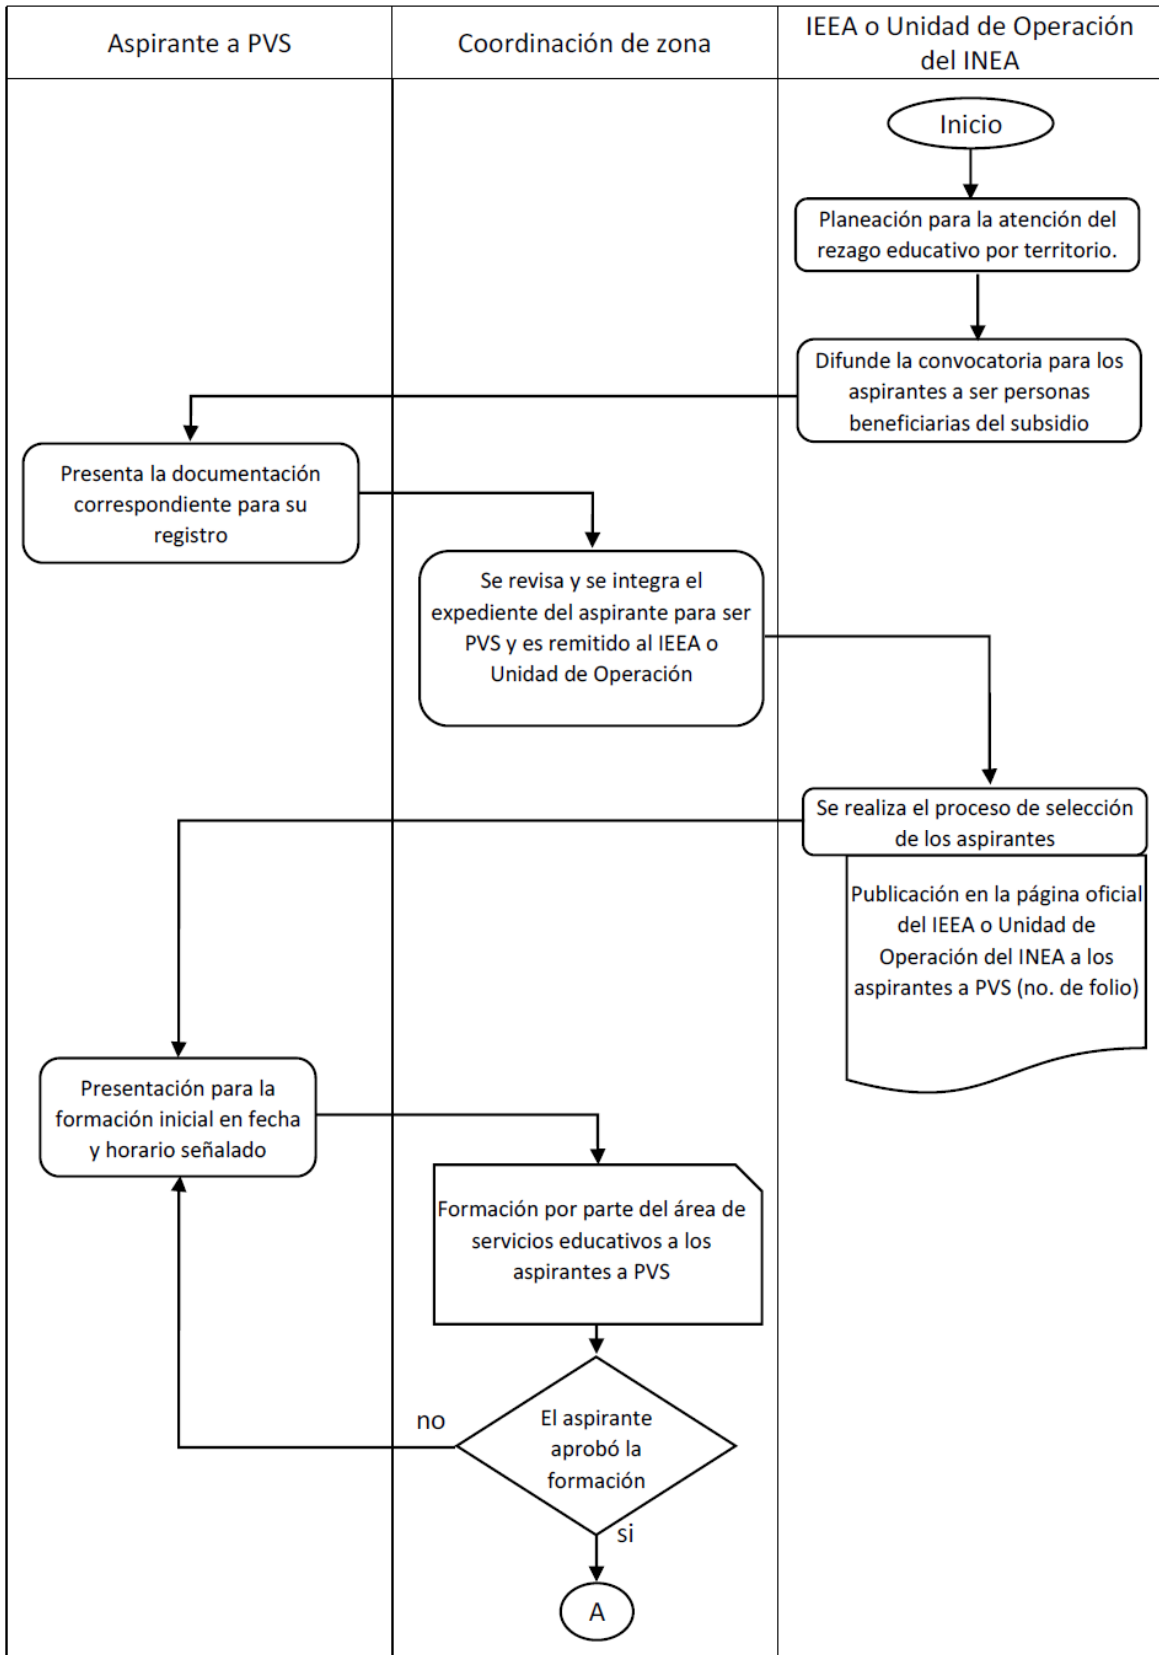 Aspirante a PVS
Coordinación de zona
IEEA o Unidad de Operación
del INEA
Inicio
Planeación para la atención del
rezago educativo por territorio.
Difunde la convocatoria para los
aspirantes a ser personas
beneficiarias del subsidio
Presenta la documentación
correspondiente para su
registro
Se revisa y se integra el
expediente del aspirante para ser
PVS y es remitido al IEEA o
Unidad de Operación
Se realiza el proceso de selección
de los aspirantes
Publicación en la página oficial
del IEEA o Unidad de
Operación del INEA a los
aspirantes a PVS (no. de folio)
Presentación para la
formación inicial en fecha
y horario señalado
Formación por parte del área de
servicios educativos a los
aspirantes a PVS
no
El aspirante
aprobó la
formación
si
A